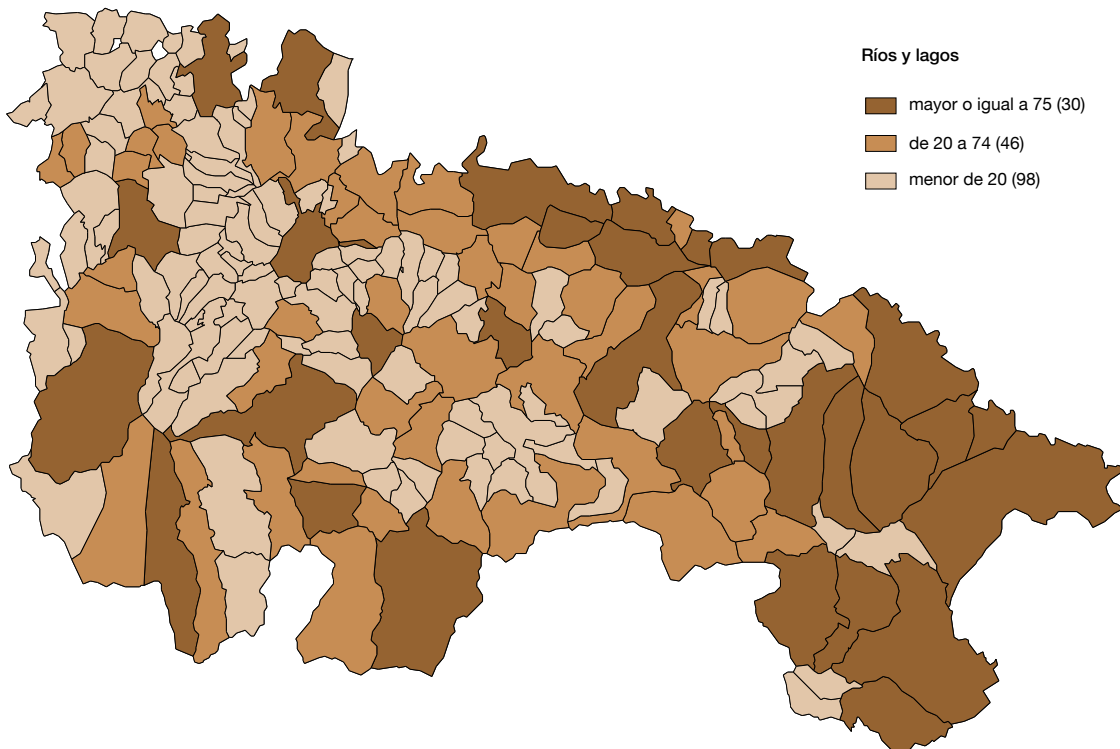 Ríos y lagos
mayor o igual a 75 (30)
de 20 a 74 (46)
menor de 20 (98)